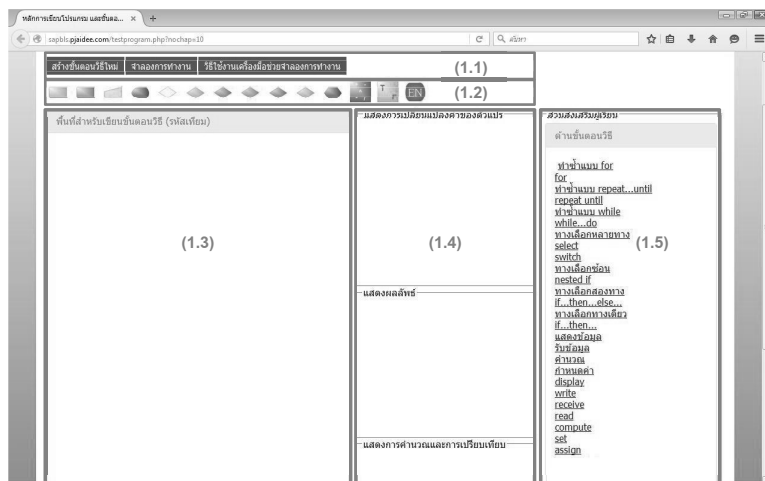 หลักการเขียนโปรแกรม และขั้นตอ...
sapbls.pjaidee.com/testprogram.php?nochap=10
ค้นหา
สร้างขั้นตอนวิธีใหม่ จำลองการทำงาน วิธีใช้งานเครื่องมือช่วยจำลองการทำงาน
(1.1)
EN
(1.2)
พื้นที่สำหรับเขียนขั้นตอนวิธี (รหัสเทียม)
(1.3)
แสดงการเปลี่ยนแปลงค่าของตัวแปร
(1.4)
แสดงผลลัพธ์
แสดงการคำนวณและการเปรียบเทียบ
ส่วนส่งเสริมผู้เรียน
ด้านขั้นตอนวิธี
ทำซ้ำแบบ for
for
ทำซ้ำแบบ repeat...until
repeat until
ทำซ้ำแบบ while
while...do
ทางเลือกหลายทาง
select
(1.5)
switch
ทางเลือกซ้อน
nested if
ทางเลือกสองทาง
if...then...else...
ทางเลือกทางเดียว
if...then...
แสดงข้อมูล
รับข้อมูล
คำนวณ
กำหนดค่า
display
write
receive
read
compute
set
assign